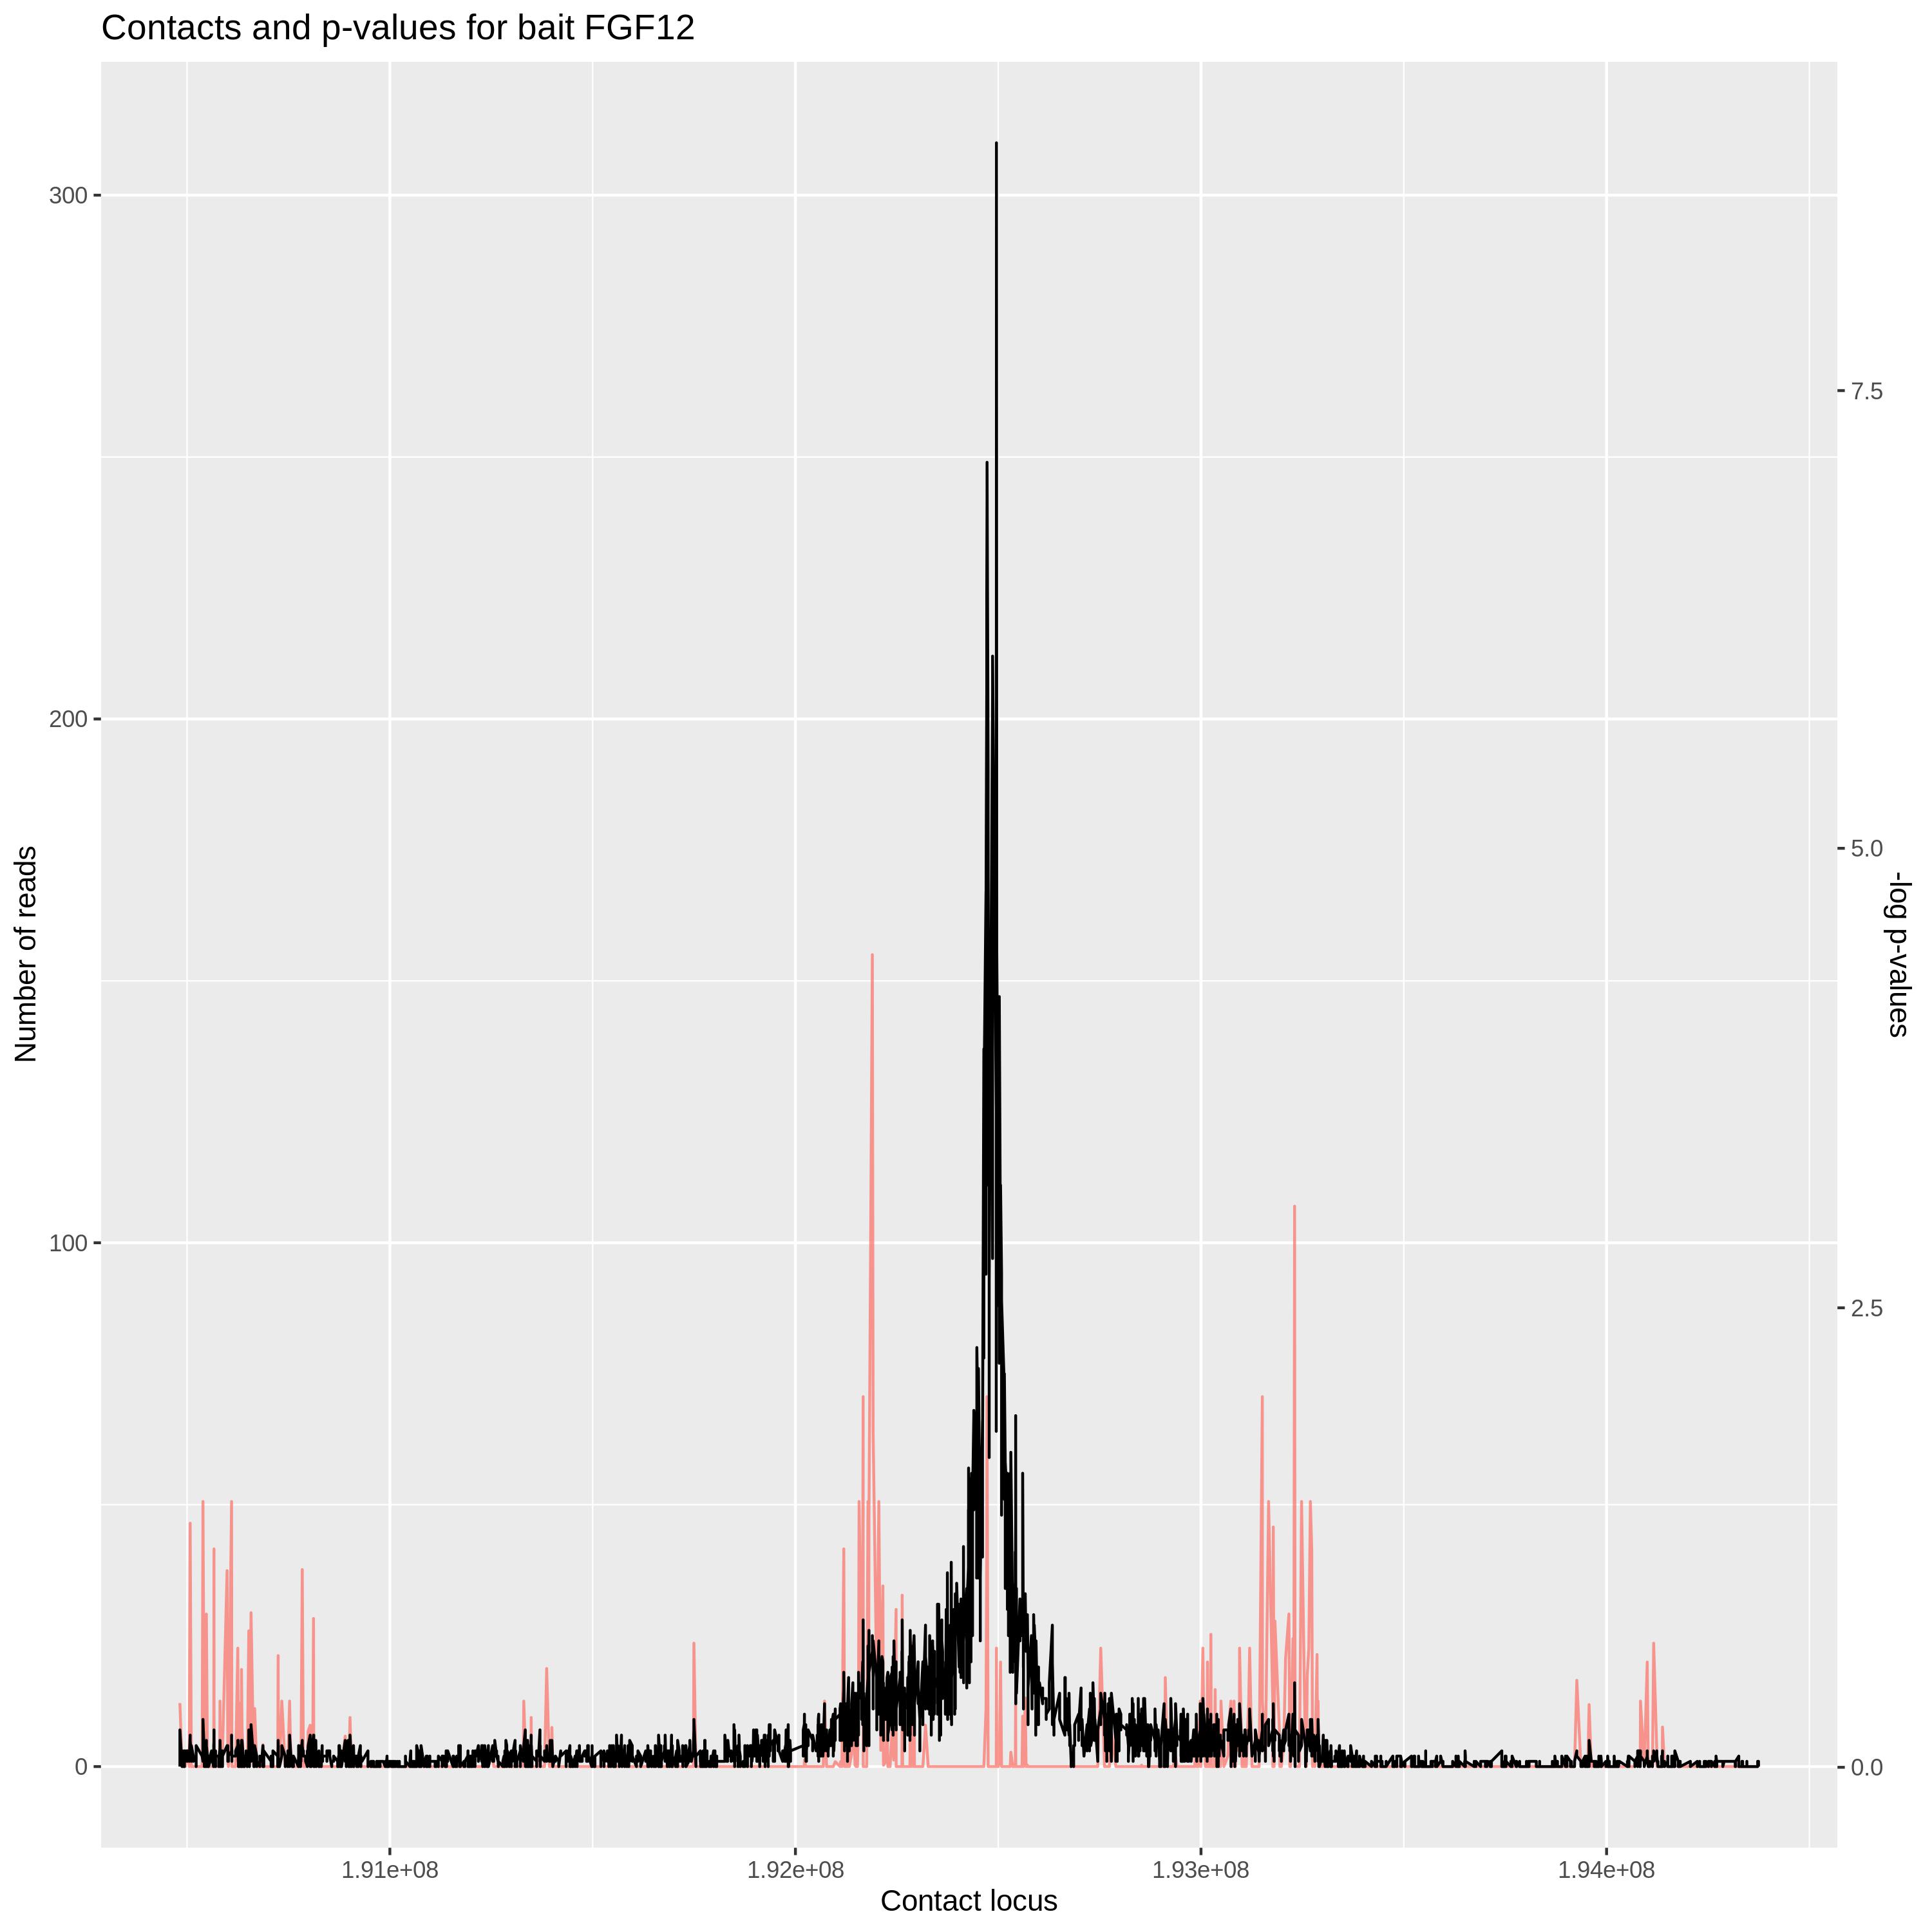 Contacts and p-values for bait FGF12
300
200
100
0
Number of reads
7.5
5.0
2.5
0.0
-log p-values
1.91e+08
1.92e+08
1.93e+08
1.94e+08
Contact locus